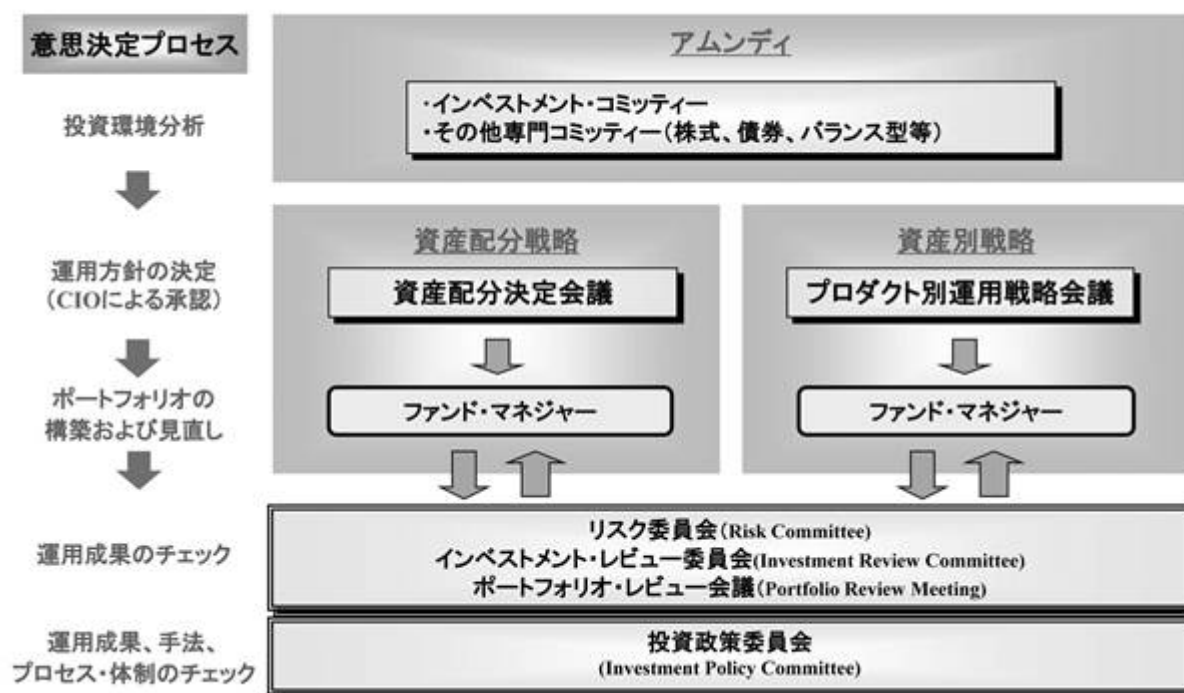 意思決定プロセス
アムンディ
投資環境分析
・インベストメント・コミッティー
・その他専門コミッティー(株式、債券、バランス型等)
運用方針の決定
(CIOによる承認)
資産配分戦略
資産配分決定会議
資産別戦略
プロダクト別運用戦略会議
ポートフォリオの
構築および見直し
ファンド・マネジャー
ファンド・マネジャー
運用成果のチェック
リスク委員会(Risk Committee)
インベストメント・レビュー委員会(Investment Review Committee)
ポートフォリオ・レビュー会議(Portfolio Review Meeting)
運用成果、手法、
プロセス・体制のチェック
投資政策委員会
(Investment Policy Committee)